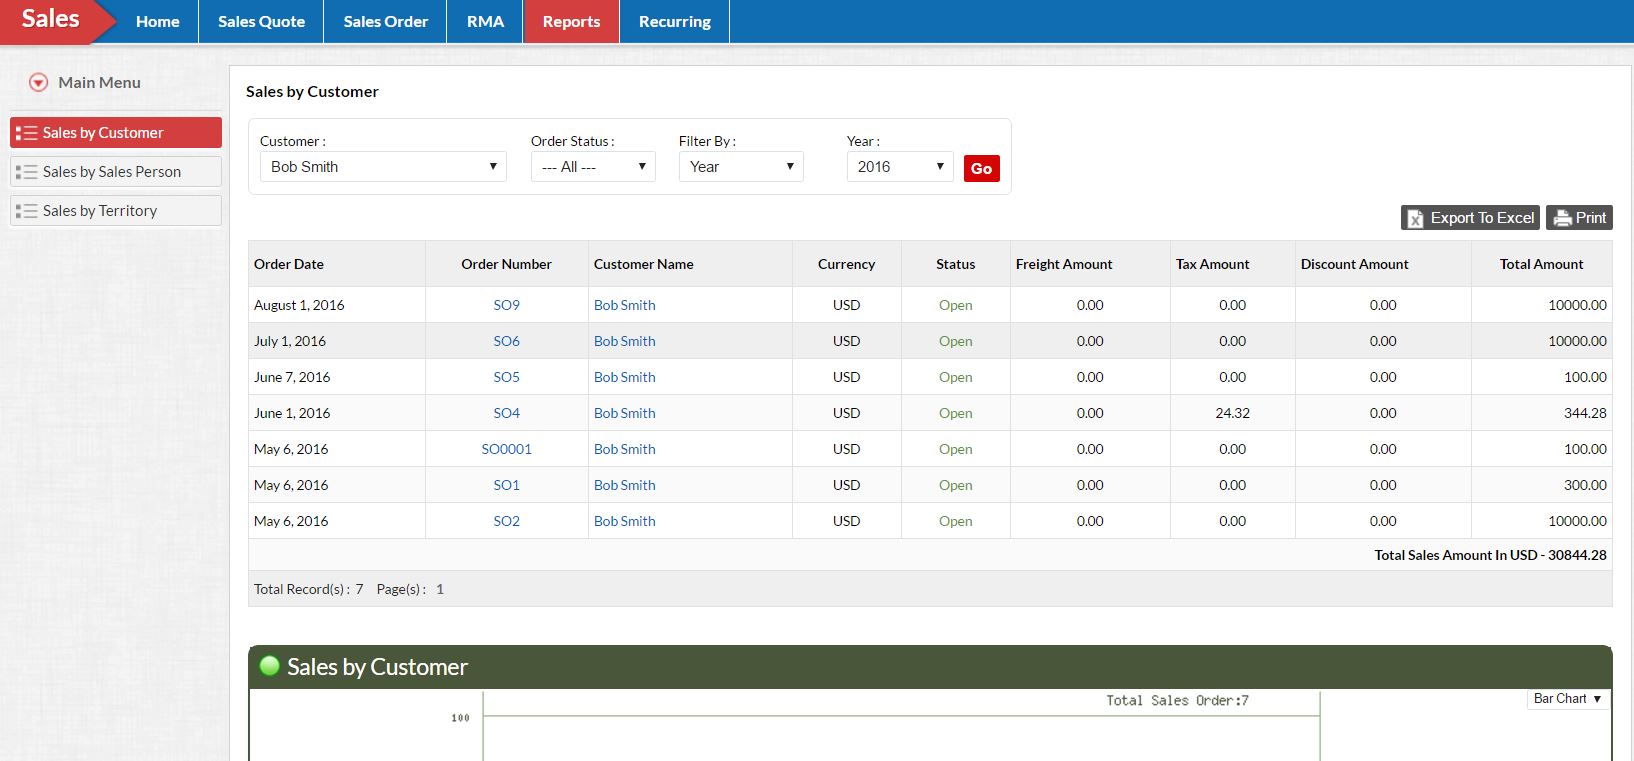 Sales Home Sales Quote Sales Order RMA Reports Recurring
Main Menu
Sales by Customer
Sales by Sales Person
Sales by Territory
Sales by Customer
Customer : Order Status : Filter By : Year :
Bob Smith --- All --- Year 2016 Go
Export To Excel Print
Order Date Order Number Customer Name Currency Status Freight Amount Tax Amount Discount Amount Total Amount
August 1, 2016 SO9 Bob Smith USD Open 0.00 0.00 0.00 10000.00
July 1, 2016 SO6 Bob Smith USD Open 0.00 0.00 0.00 10000.00
June 7, 2016 SO5 Bob Smith USD Open 0.00 0.00 0.00 100.00
June 1, 2016 SO4 Bob Smith USD Open 0.00 24.32 0.00 344.28
May 6, 2016 SO0001 Bob Smith USD Open 0.00 0.00 0.00 100.00
May 6, 2016 SO1 Bob Smith USD Open 0.00 0.00 0.00 300.00
May 6, 2016 SO2 Bob Smith USD Open 0.00 0.00 0.00 10000.00
Total Sales Amount In USD - 30844.28
Total Record(s) : 7 Page(s) : 1
Sales by Customer
Total Sales Order:7 Bar Chart
100